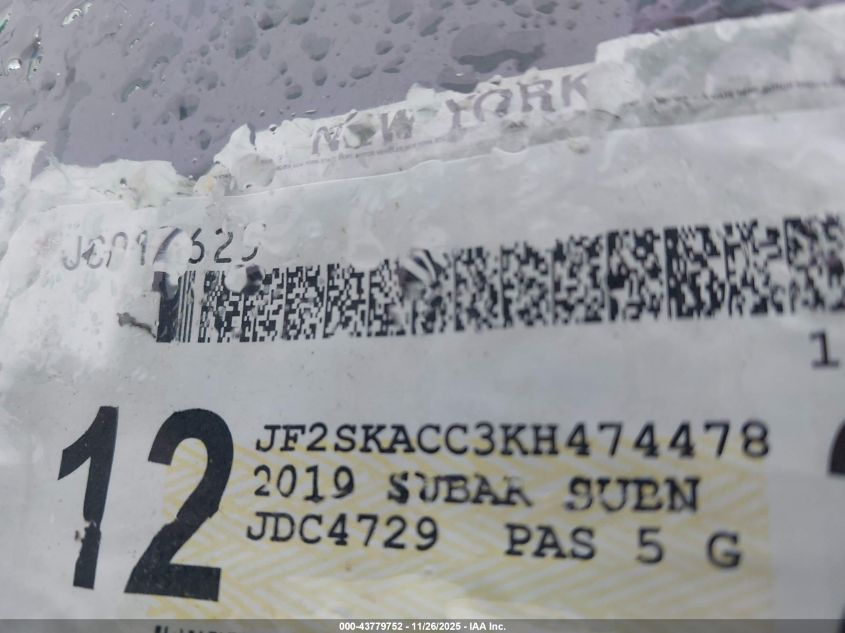 NEW YORK
1
12
JF2SKACC3KH474478
2019 SUBAR SUEN
JDC4729 PAS 5 G
000-43779752 - 11/26/2025 - IAA Inc.